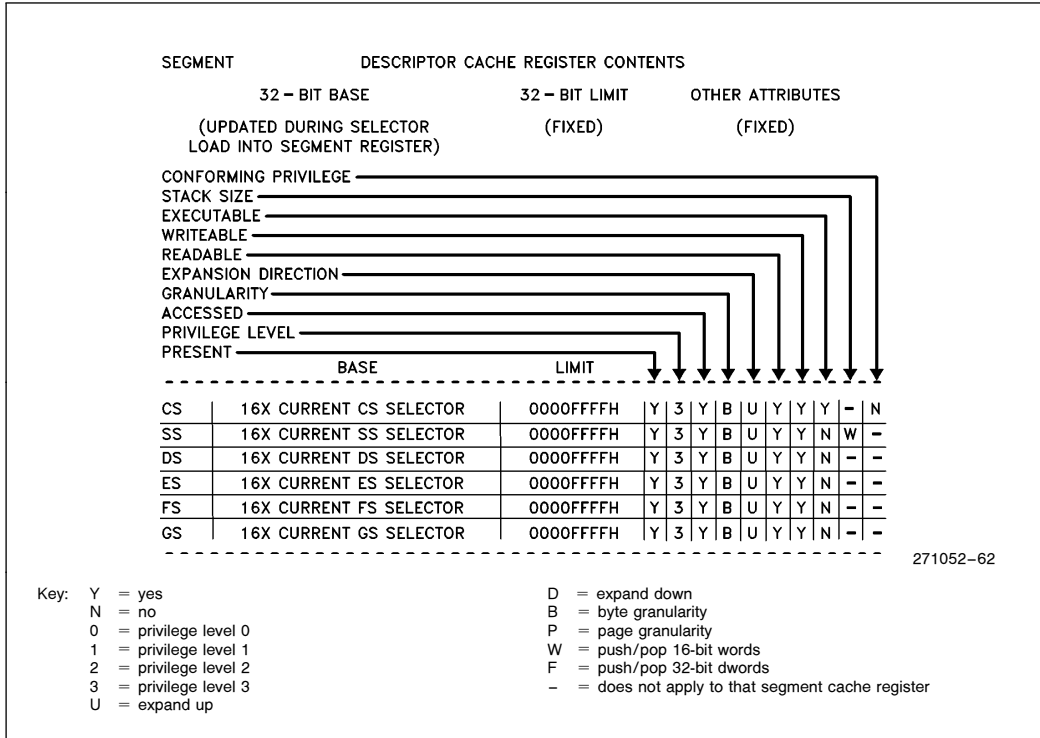 SEGMENT DESCRIPTOR CACHE REGISTER CONTENTS
32 – BIT BASE 32 – BIT LIMIT OTHER ATTRIBUTES
(UPDATED DURING SELECTOR (FIXED) (FIXED)
LOAD INTO SEGMENT REGISTER)
CONFORMING PRIVILEGE
STACK SIZE
EXECUTABLE
WRITEABLE
READABLE
EXPANSION DIRECTION
GRANULARITY
ACCESSED
PRIVILEGE LEVEL
PRESENT
BASE LIMIT
CS 16X CURRENT CS SELECTOR 0000FFFFH Y 3 Y B U Y Y Y – N
SS 16X CURRENT SS SELECTOR 0000FFFFH Y 3 Y B U Y Y N W –
DS 16X CURRENT DS SELECTOR 0000FFFFH Y 3 Y B U Y Y N – –
ES 16X CURRENT ES SELECTOR 0000FFFFH Y 3 Y B U Y Y N – –
FS 16X CURRENT FS SELECTOR 0000FFFFH Y 3 Y B U Y Y N – –
GS 16X CURRENT GS SELECTOR 0000FFFFH Y 3 Y B U Y Y N – –
271052–62
Key: Y = yes
N = no
0 = privilege level 0
1 = privilege level 1
2 = privilege level 2
3 = privilege level 3
U = expand up
D = expand down
B = byte granularity
P = page granularity
W = push/pop 16-bit words
F = push/pop 32-bit dwords
– = does not apply to that segment cache register